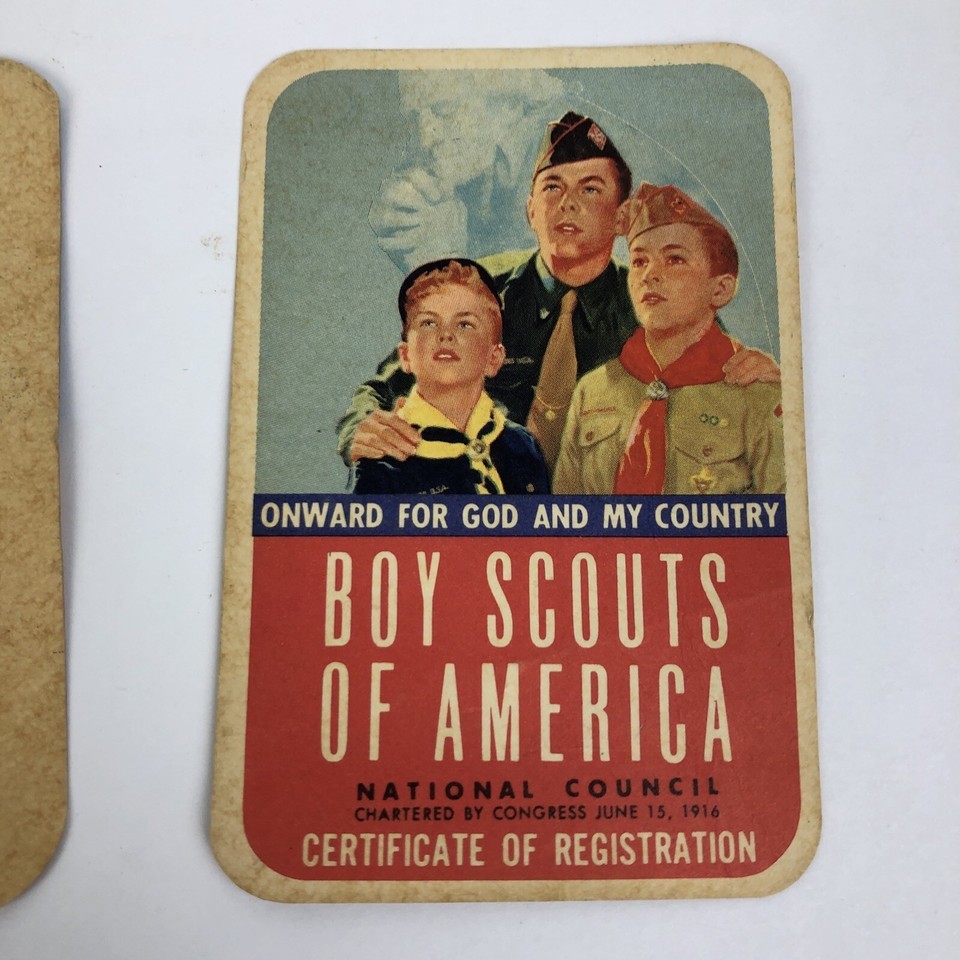 ONWARD FOR GOD AND MY COUNTRY
BOY SCOUTS
OF AMERICA
NATIONAL COUNCIL
CHARTERED BY CONGRESS JUNE 15, 1916
CERTIFICATE OF REGISTRATION